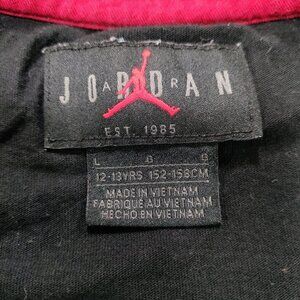 JORDAN
AIR
EST. 1985
L G G
12-13YRS 152-158CM
MADE IN VIETNAM
FABRIQUÉ AU VIETNAM
HECHO EN VIETNAM